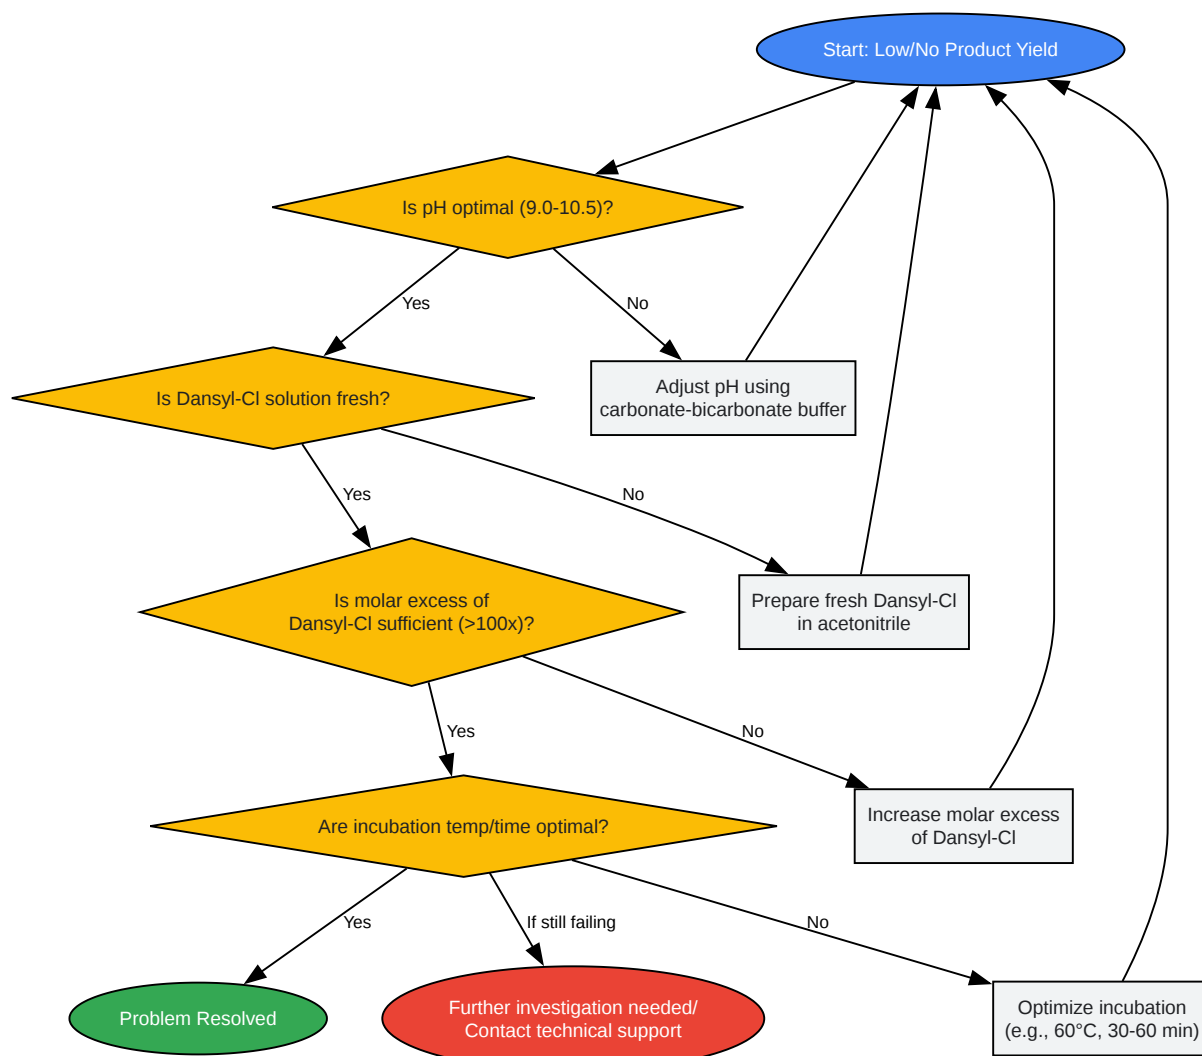 Start: Low/No Product Yield
Is pH optimal (9.0-10.5)?
Yes
No
Is Dansyl-Cl solution fresh?
Adjust pH using
carbonate-bicarbonate buffer
Yes
No
Is molar excess of
Dansyl-Cl sufficient (>100x)?
Prepare fresh Dansyl-Cl
in acetonitrile
Yes
No
Are incubation temp/time optimal?
Increase molar excess
of Dansyl-Cl
Yes
If still failing
No
Problem Resolved
Further investigation needed/
Contact technical support
Optimize incubation
(e.g., 60°C, 30-60 min)